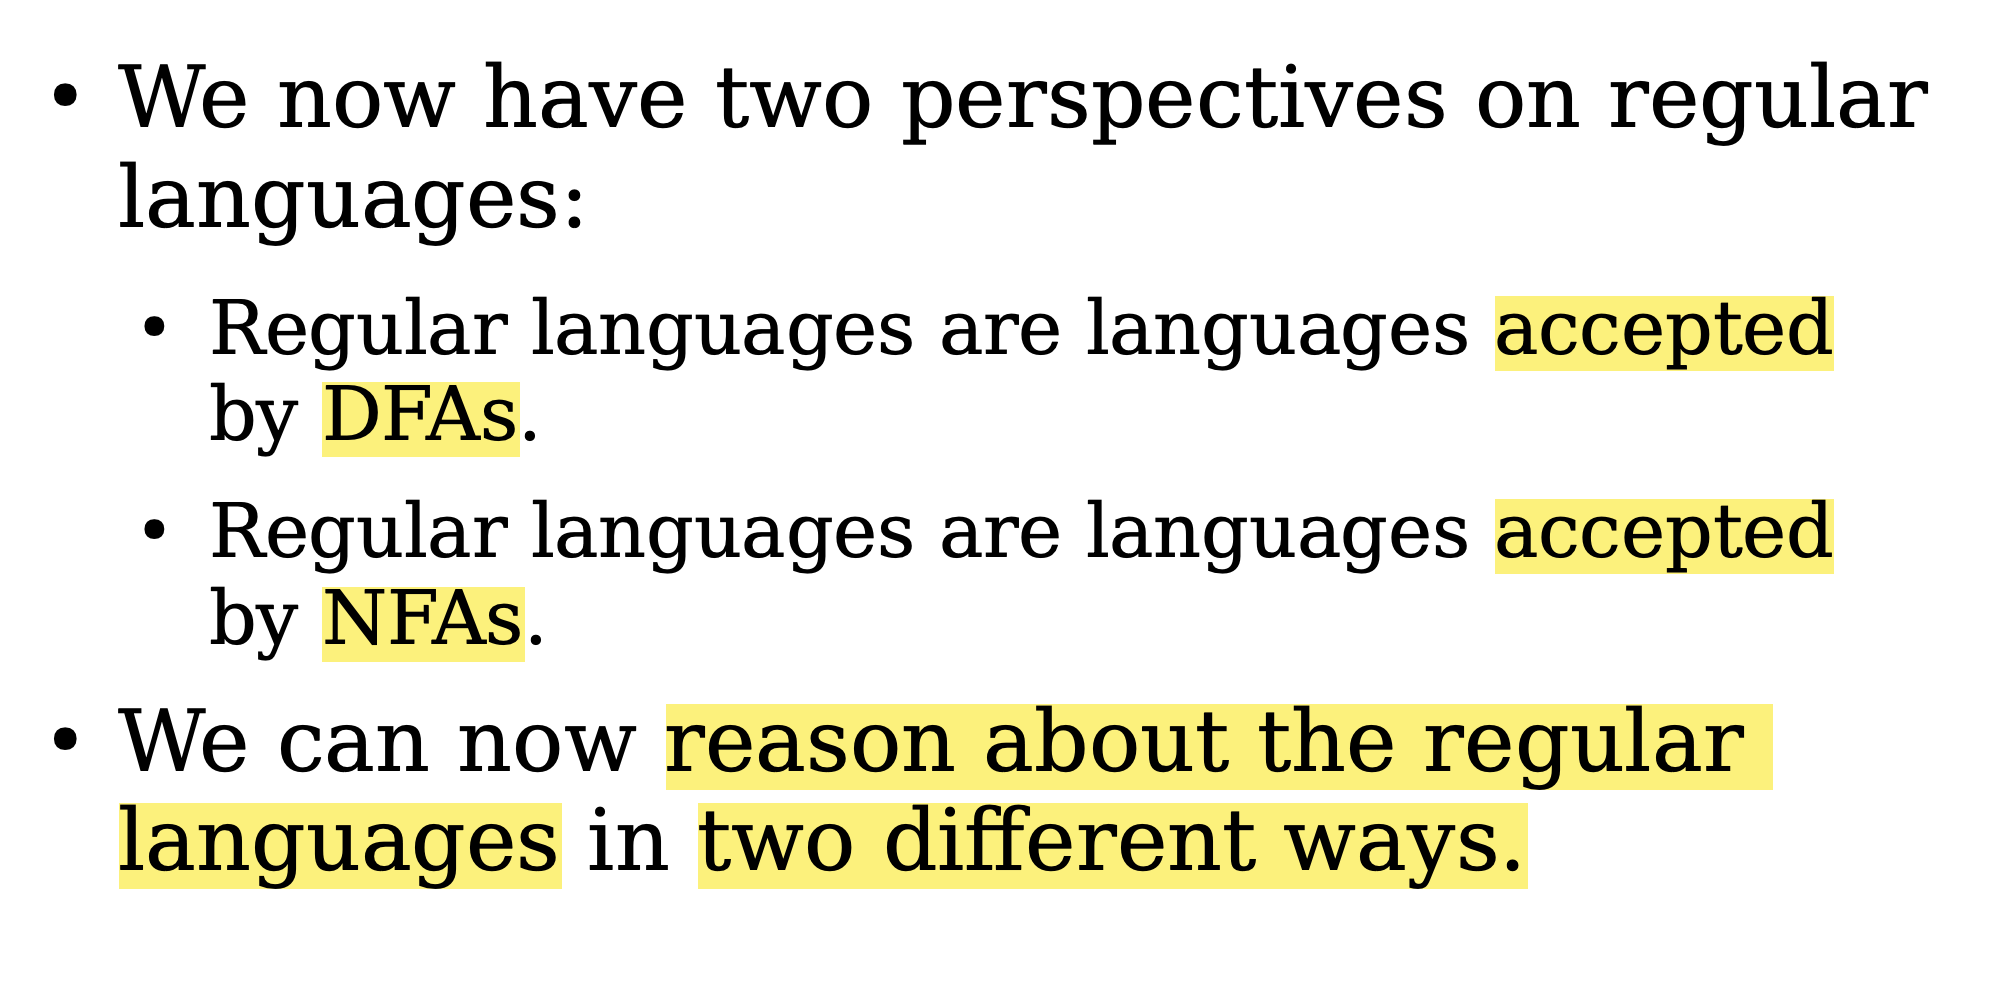 • We now have two perspectives on regular
languages:
• Regular languages are languages accepted
by DFAs.
• Regular languages are languages accepted
by NFAs.
• We can now reason about the regular
languages in two different ways.